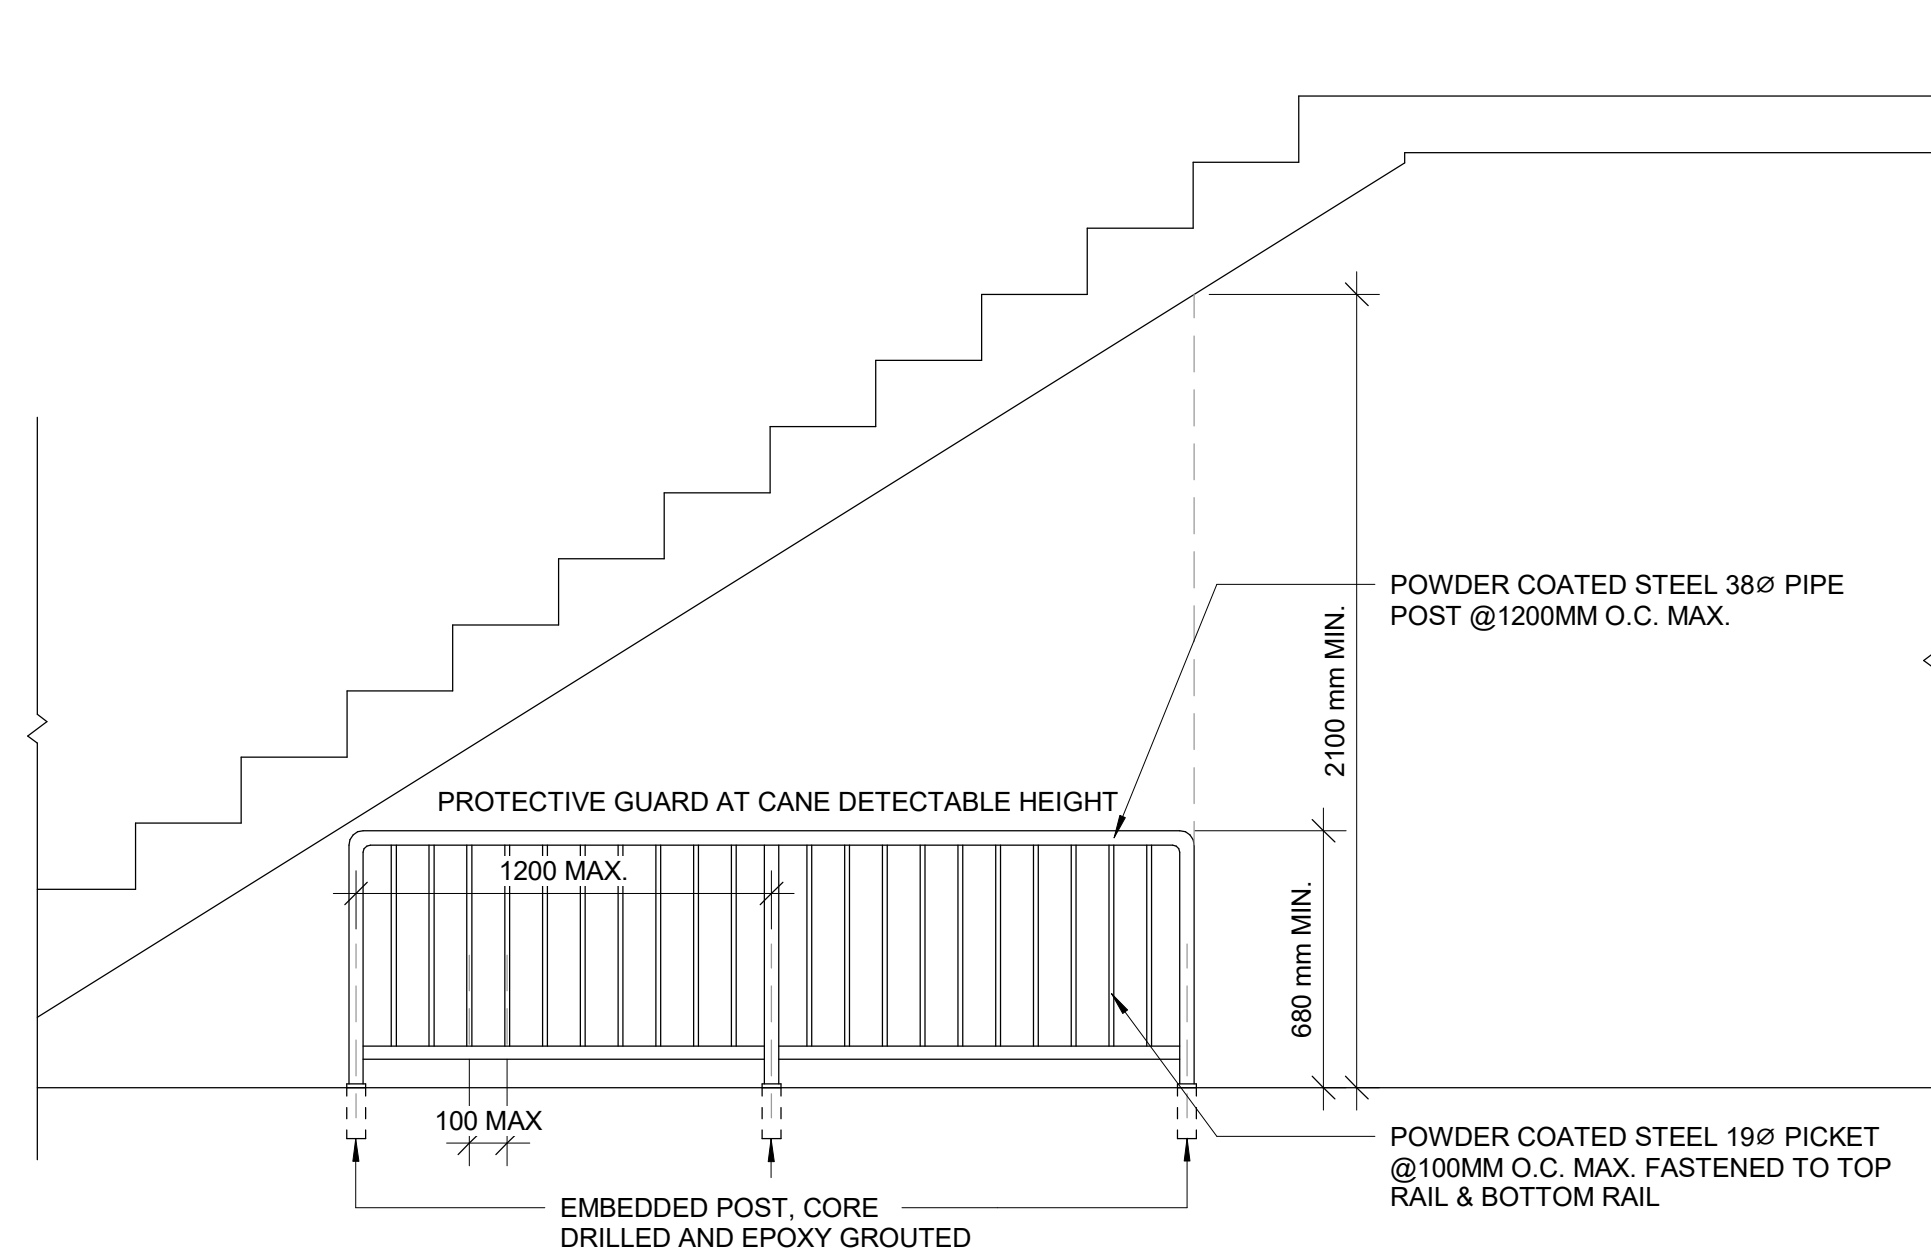 POWDER COATED STEEL 38∅ PIPE
POST @1200MM O.C. MAX.
2100 mm MIN.
PROTECTIVE GUARD AT CANE DETECTABLE HEIGHT
1200 MAX.
680 mm MIN.
100 MAX
POWDER COATED STEEL 19∅ PICKET
@100MM O.C. MAX. FASTENED TO TOP
RAIL & BOTTOM RAIL
EMBEDDED POST, CORE
DRILLED AND EPOXY GROUTED